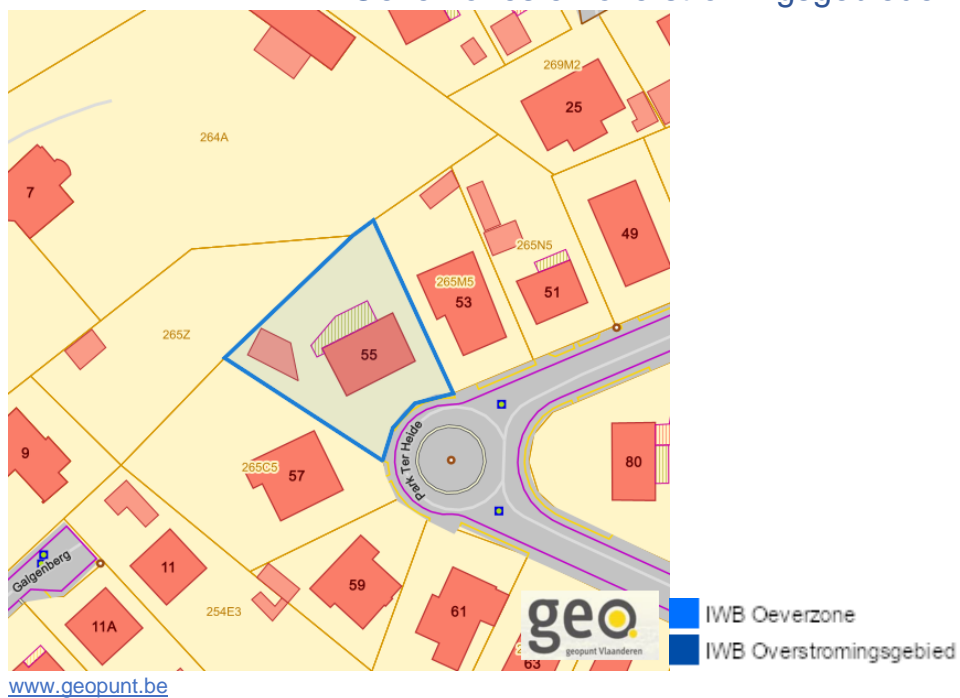 269M2
25
264A
7
49
265N5
265M5
53
51
265Z
55
Park Ter Heide
9
265C5
57
80
Galgenberg
11
59
254E3
11A
61
63
geo.
geopunt Vlaanderen
IWB Oeverzone
IWB Overstromingsgebied
www.geopunt.be